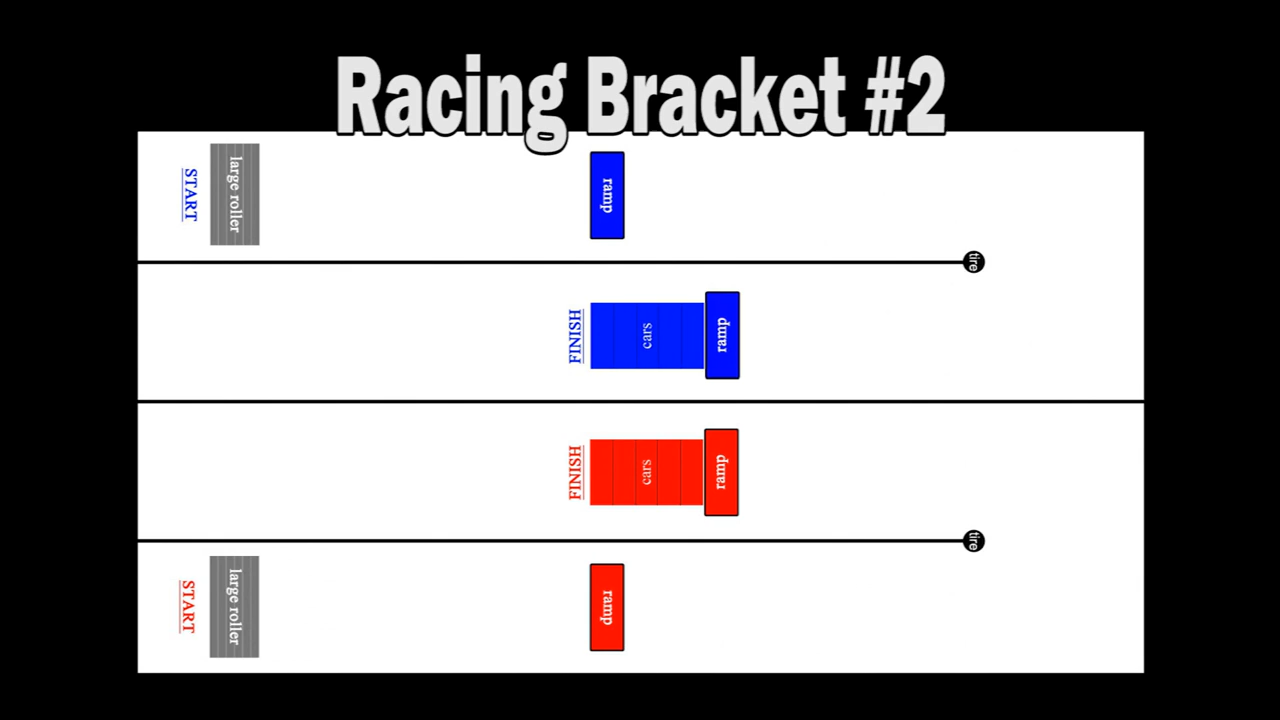 Racing Bracket #2
START
large roller
ramp
tire
FINISH
cars
ramp
FINISH
cars
ramp
tire
START
large roller
ramp